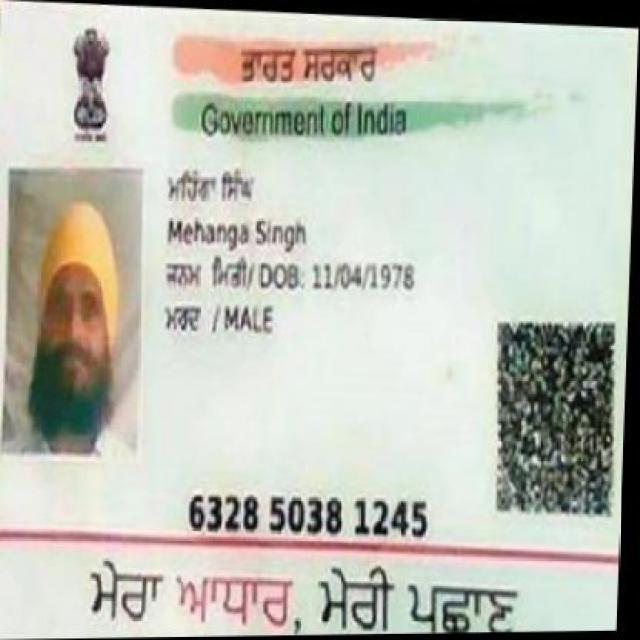 ਭਾਰਤ ਸਰਕਾਰ
Government of India
ਮਹਿੰਗਾ ਸਿੰਘ
Mehanga Singh
ਜਨਮ ਮਿਤੀ/ DOB: 11/04/1978
ਮਰਦ / MALE
6328 5038 1245
ਮੇਰਾ ਆਧਾਰ, ਮੇਰੀ ਪਛਾਣ